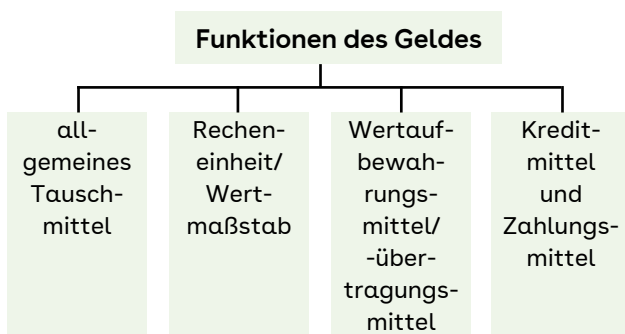 Funktionen des Geldes
all-
gemeines
Tausch-
mittel
Rechen-
einheit/
Wert-
maßstab
Wertauf-
bewah-
rungs-
mittel/
-über-
tragungs-
mittel
Kredit-
mittel
und
Zahlungs-
mittel